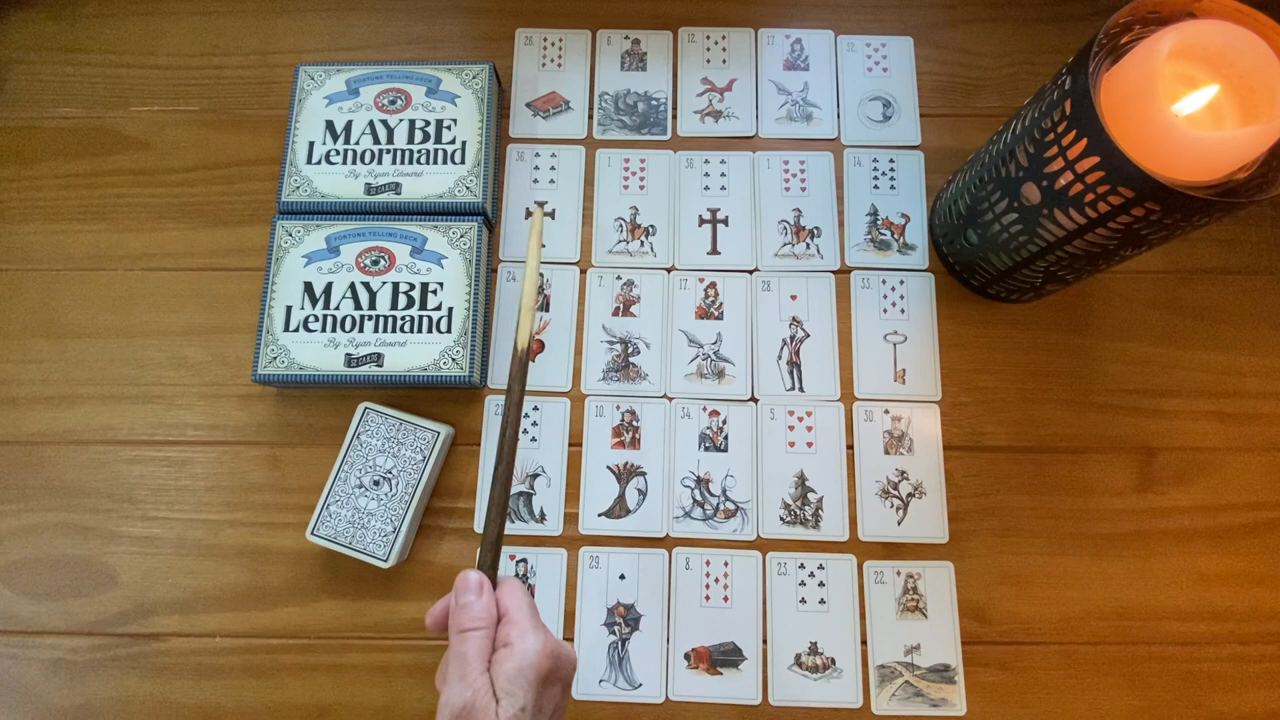 FORTUNE TELLING DECK
MAYBE
Lenormand
By Ryan Edward
52 CARDS
FORTUNE TELLING DECK
MAYBE
Lenormand
By Ryan Edward
52 CARDS
26. 6. 12. 17. 32.
36. 1. 36. 1. 14.
24. 7. 17. 28. 33.
21. 10. 34. 5. 30.
29. 8. 23. 22.